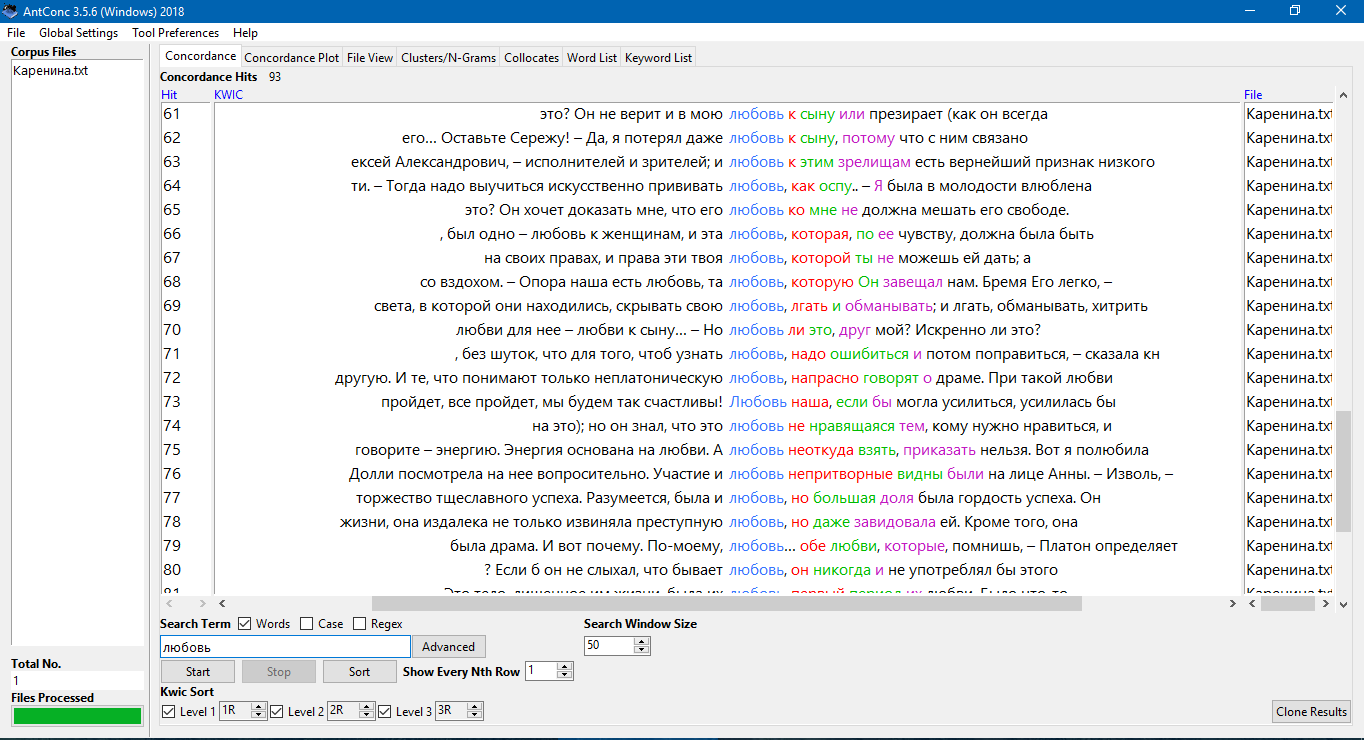 AntConc 3.5.6 (Windows) 2018
File Global Settings Tool Preferences Help
Corpus Files
Каренина.txt
Concordance Concordance Plot File View Clusters/N-Grams Collocates Word List Keyword List
Concordance Hits 93
Hit KWIC File
61 это? Он не верит и в мою любовь к сыну или презирает (как он всегда Каренина.txt
62 его... Оставьте Сережу! – Да, я потерял даже любовь к сыну, потому что с ним связано Каренина.txt
63 ексей Александрович, – исполнителей и зрителей; и любовь к этим зрелищам есть вернейший признак низкого Каренина.txt
64 ти. – Тогда надо выучиться искусственно прививать любовь, как оспу.. – Я была в молодости влюблена Каренина.txt
65 это? Он хочет доказать мне, что его любовь ко мне не должна мешать его свободе. Каренина.txt
66 , был одно – любовь к женщинам, и эта любовь, которая, по ее чувству, должна была быть Каренина.txt
67 на своих правах, и права эти твоя любовь, которой ты не можешь ей дать; а Каренина.txt
68 со вздохом. – Опора наша есть любовь, та любовь, которую Он завещал нам. Бремя Его легко, – Каренина.txt
69 света, в которой они находились, скрывать свою любовь, лгать и обманывать; и лгать, обманывать, хитрить Каренина.txt
70 любви для нее – любви к сыну... – Но любовь ли это, друг мой? Искренно ли это? Каренина.txt
71 , без шуток, что для того, чтоб узнать любовь, надо ошибиться и потом поправиться, – сказала кн Каренина.txt
72 другую. И те, что понимают только неплатоническую любовь, напрасно говорят о драме. При такой любви Каренина.txt
73 пройдет, все пройдет, мы будем так счастливы! Любовь наша, если бы могла усилиться, усилилась бы Каренина.txt
74 на это); но он знал, что это любовь не нравящаяся тем, кому нужно нравиться, и Каренина.txt
75 говорите – энергию. Энергия основана на любви. А любовь неоткуда взять, приказать нельзя. Вот я полюбила Каренина.txt
76 Долли посмотрела на нее вопросительно. Участие и любовь непритворные видны были на лице Анны. – Изволь, – Каренина.txt
77 торжество тщеславного успеха. Разумеется, была и любовь, но большая доля была гордость успеха. Он Каренина.txt
78 жизни, она издалека не только извиняла преступную любовь, но даже завидовала ей. Кроме того, она Каренина.txt
79 была драма. И вот почему. По-моему, любовь... обе любви, которые, помнишь, – Платон определяет Каренина.txt
80 ? Если б он не слыхал, что бывает любовь, он никогда и не употреблял бы этого Каренина.txt
81 Это тело, лишенное им жизни, была их любовь, первый период их любви. Было что-то Каренина.txt
Search Term Words Case Regex Search Window Size
любовь Advanced 50
Start Stop Sort Show Every Nth Row 1
Kwic Sort
Level 1 1R Level 2 2R Level 3 3R Clone Results
Total No.
1
Files Processed